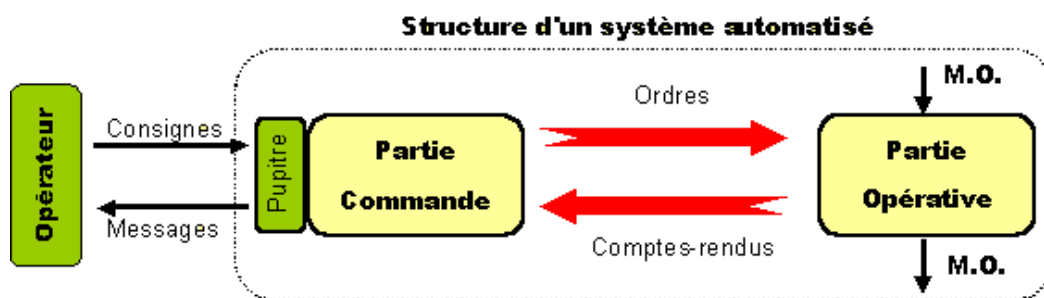 Structure d'un système automatisé
Opérateur
Consignes
Messages
Pupitre
Partie
Commande
Ordres
Comptes-rendus
M.O.
Partie
Opérative
M.O.